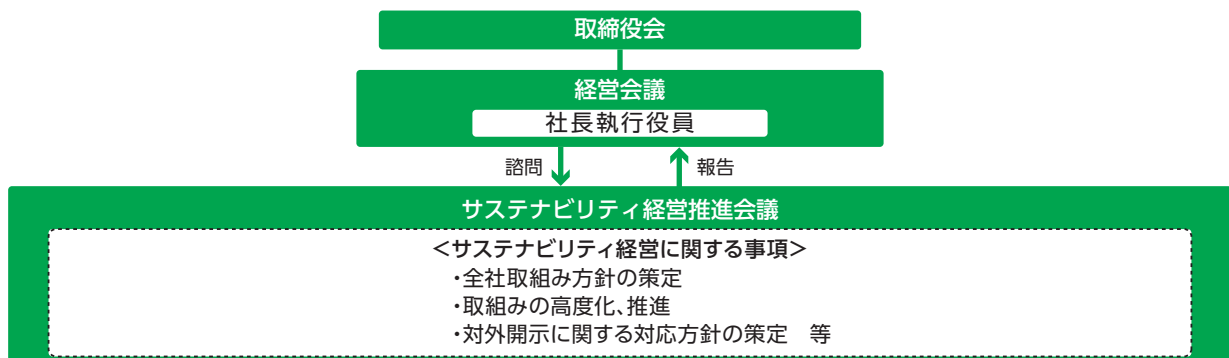 取締役会
経営会議
社長執行役員
諮問
報告
サステナビリティ経営推進会議
<サステナビリティ経営に関する事項>
・全社取組み方針の策定
・取組みの高度化、推進
・対外開示に関する対応方針の策定　等